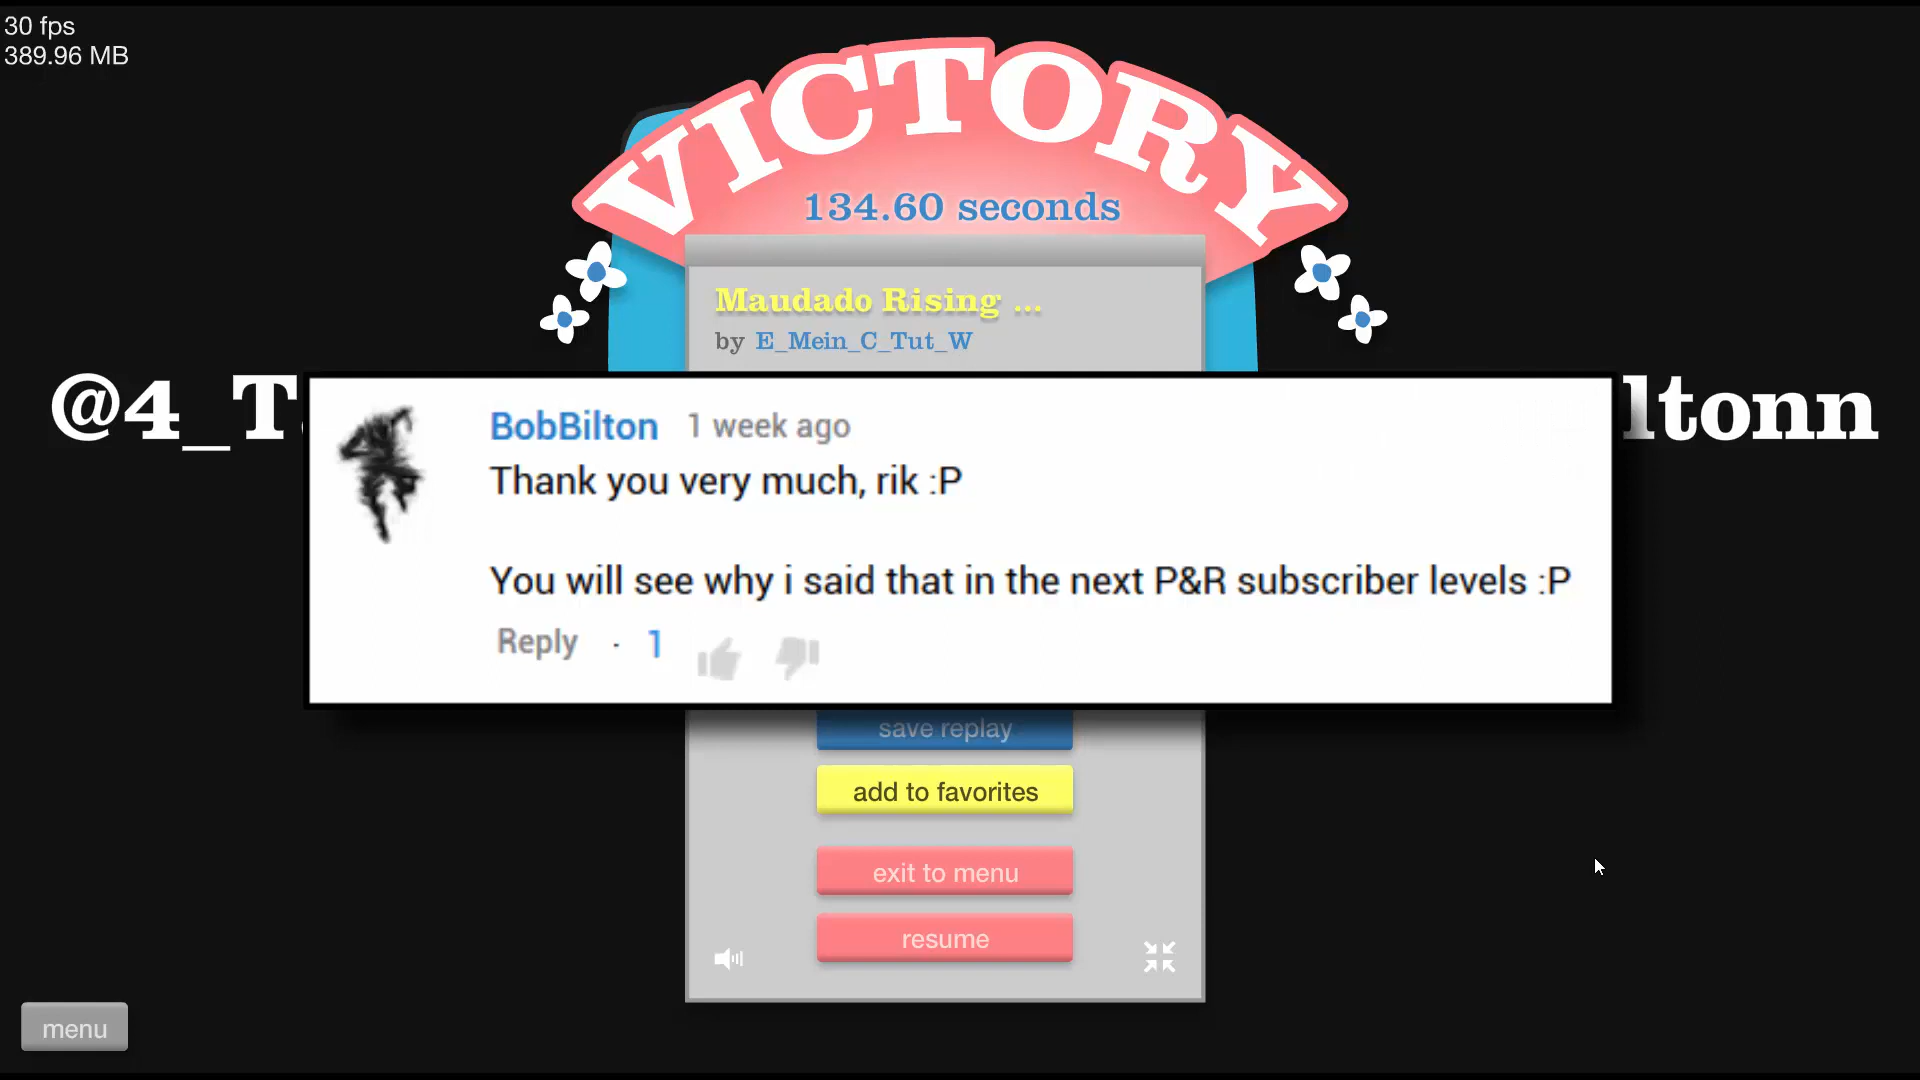 30 fps
389.96 MB
VICTORY
134.60 seconds
Maudado Rising ...
by E_Mein_C_Tut_W
@4_T
ltonn
BobBilton 1 week ago
Thank you very much, rik :P
You will see why i said that in the next P&R subscriber levels :P
Reply · 1
save replay
add to favorites
exit to menu
resume
menu